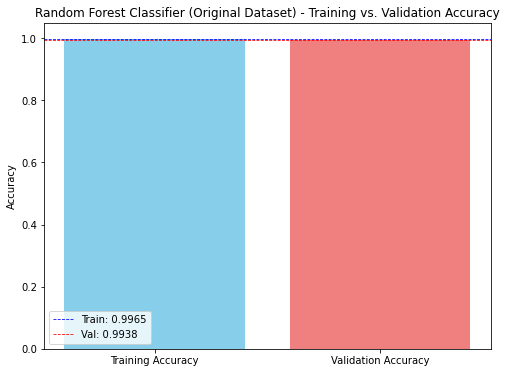 Random Forest Classifier (Original Dataset) - Training vs. Validation Accuracy
1.0
0.8
0.6
0.4
0.2
0.0
Accuracy
Train: 0.9965
Val: 0.9938
Training Accuracy
Validation Accuracy